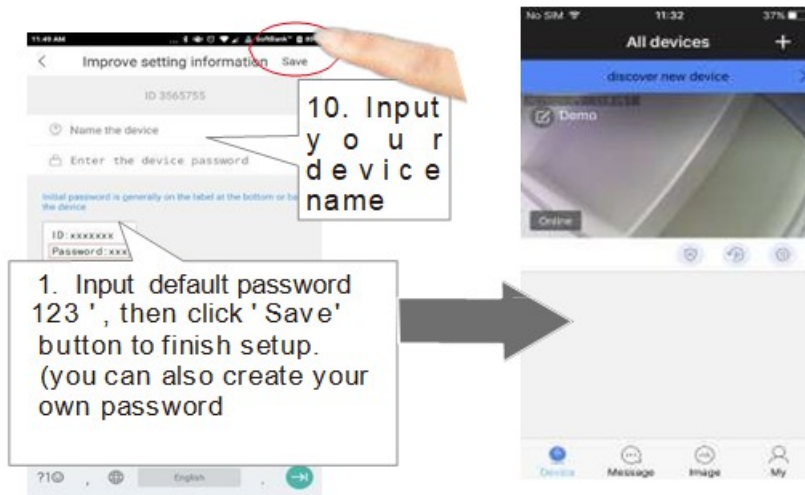 11:49 AM
Improve setting information Save
ID 3565755
Name the device
Enter the device password
Initial password is generally on the label at the bottom or
the device
ID:xxxxxxx
Password:xxx
10. Input
your
device
name
1. Input default password
123 ', then click ' Save'
button to finish setup.
(you can also create your
own password
?1☺ , English .
No SIM 11:32 37%
All devices +
discover new device
Demo
Online
Device Message Image My